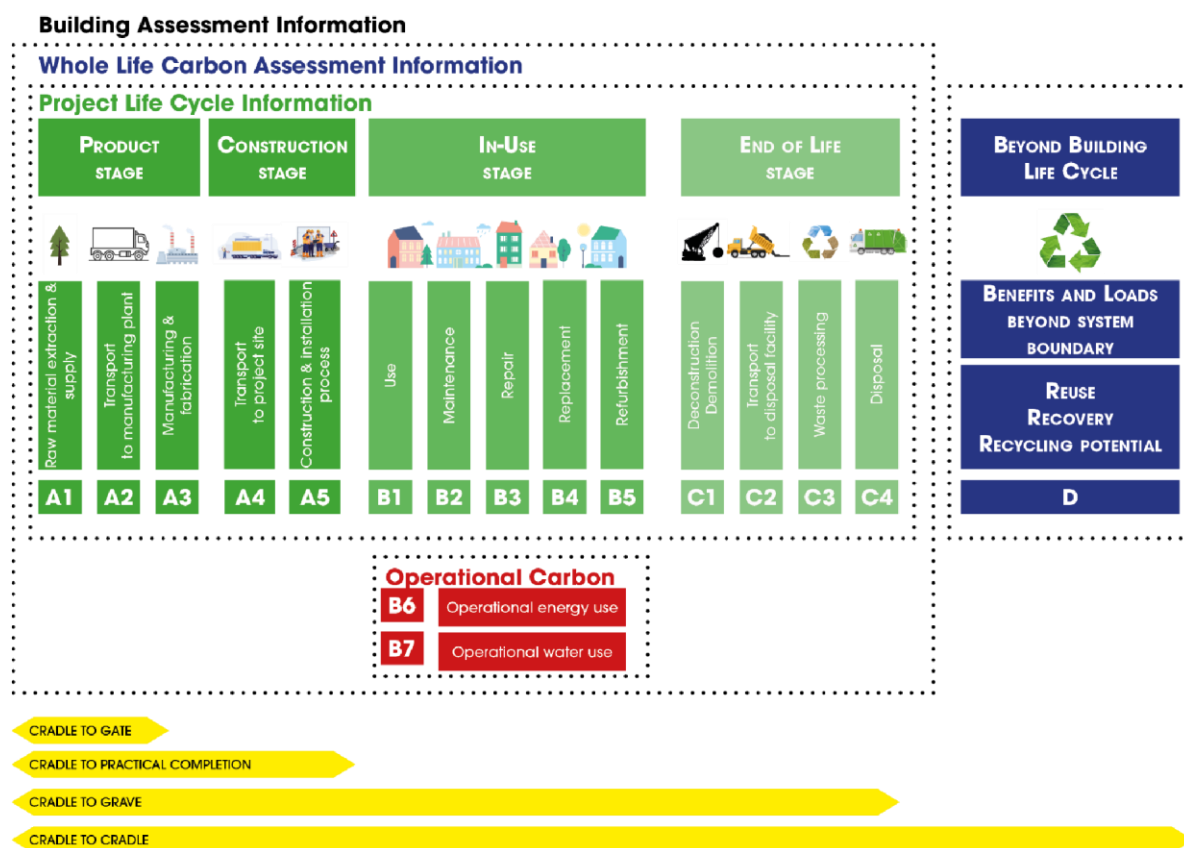 Building Assessment Information
Whole Life Carbon Assessment Information
Project Life Cycle Information
PRODUCT
STAGE
CONSTRUCTION
STAGE
IN-USE
STAGE
END OF LIFE
STAGE
BEYOND BUILDING
LIFE CYCLE
Raw material extraction &
supply
Transport
to manufacturing plant
Manufacturing &
fabrication
Transport
to project site
Construction & installation
process
Use
Maintenance
Repair
Replacement
Refurbishment
Deconstruction
Demolition
Transport
to disposal facility
Waste processing
Disposal
BENEFITS AND LOADS
BEYOND SYSTEM
BOUNDARY
REUSE
RECOVERY
RECYCLING POTENTIAL
A1
A2
A3
A4
A5
B1
B2
B3
B4
B5
C1
C2
C3
C4
D
Operational Carbon
B6
Operational energy use
B7
Operational water use
CRADLE TO GATE
CRADLE TO PRACTICAL COMPLETION
CRADLE TO GRAVE
CRADLE TO CRADLE